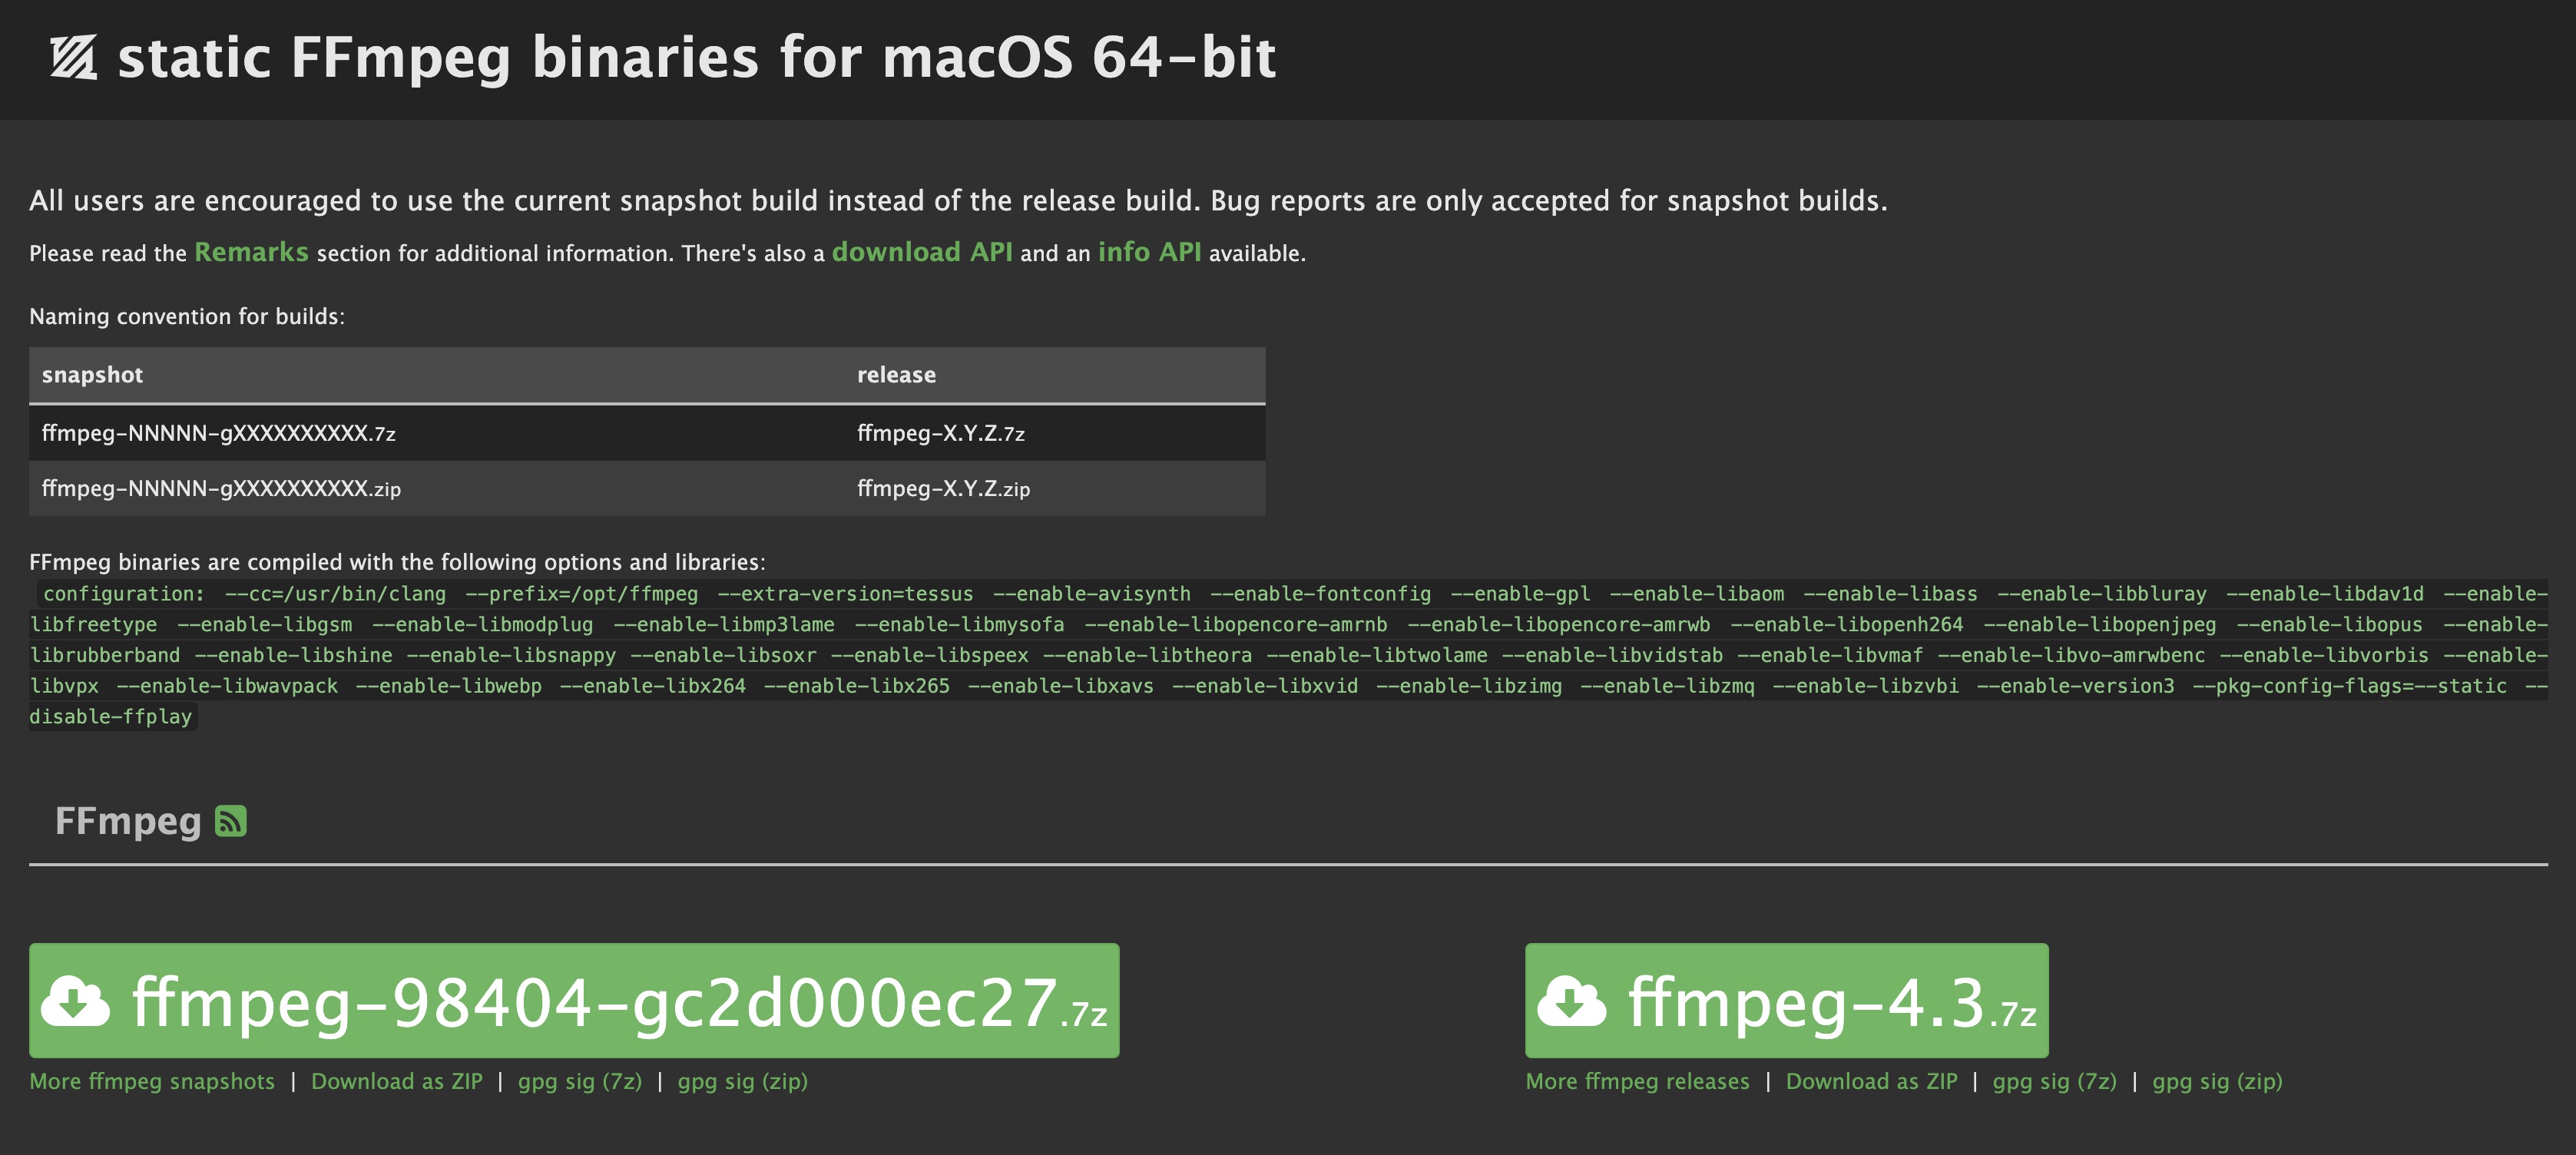 static FFmpeg binaries for macOS 64-bit
All users are encouraged to use the current snapshot build instead of the release build. Bug reports are only accepted for snapshot builds.
Please read the Remarks section for additional information. There's also a download API and an info API available.
Naming convention for builds:
snapshot release
ffmpeg-NNNNN-gXXXXXXXXXX.7z ffmpeg-X.Y.Z.7z
ffmpeg-NNNNN-gXXXXXXXXXX.zip ffmpeg-X.Y.Z.zip
FFmpeg binaries are compiled with the following options and libraries:
configuration: --cc=/usr/bin/clang --prefix=/opt/ffmpeg --extra-version=tessus --enable-avisynth --enable-fontconfig --enable-gpl --enable-libaom --enable-libass --enable-libbluray --enable-libdav1d --enable-
libfreetype --enable-libgsm --enable-libmodplug --enable-libmp3lame --enable-libmysofa --enable-libopencore-amrnb --enable-libopencore-amrwb --enable-libopenh264 --enable-libopenjpeg --enable-libopus --enable-
librubberband --enable-libshine --enable-libsnappy --enable-libsoxr --enable-libspeex --enable-libtheora --enable-libtwolame --enable-libvidstab --enable-libvmaf --enable-libvo-amrwbenc --enable-libvorbis --enable-
libvpx --enable-libwavpack --enable-libwebp --enable-libx264 --enable-libx265 --enable-libxavs --enable-libxvid --enable-libzimg --enable-libzmq --enable-libzvbi --enable-version3 --pkg-config-flags=--static --
disable-ffplay
FFmpeg
ffmpeg-98404-gc2d000ec27.7z ffmpeg-4.3.7z
More ffmpeg snapshots | Download as ZIP | gpg sig (7z) | gpg sig (zip) More ffmpeg releases | Download as ZIP | gpg sig (7z) | gpg sig (zip)